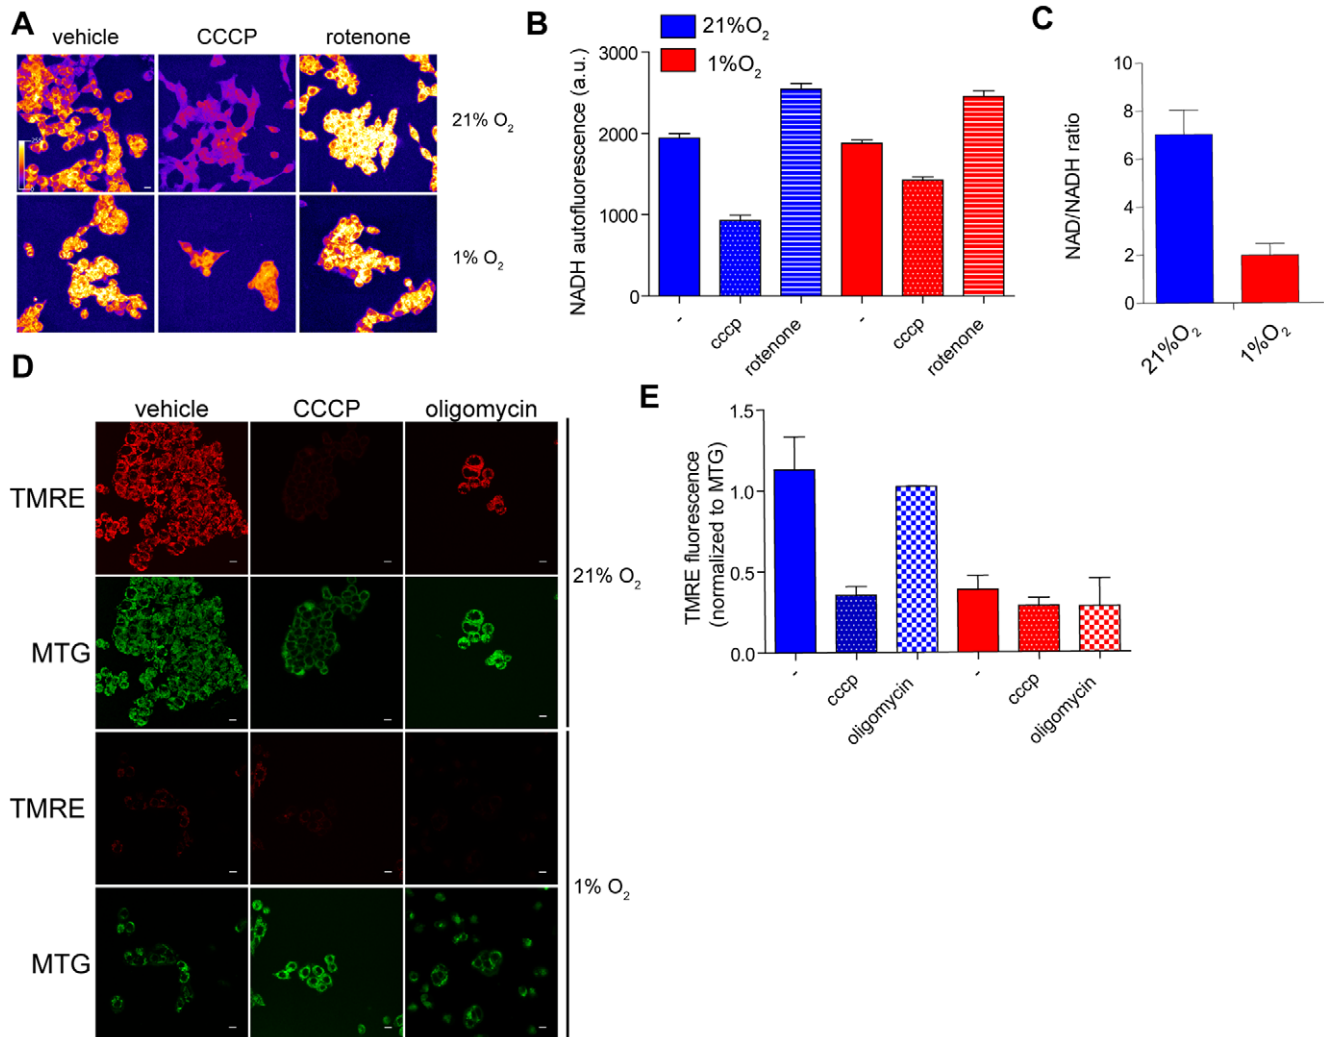 A
vehicle CCCP rotenone
21% O2
1% O2
B
21%O2
1%O2
NADH autofluorescence (a.u.)
3000
2000
1000
0
- cccp rotenone - cccp rotenone
C
NAD/NADH ratio
10
8
6
4
2
0
21%O2 1%O2
D
vehicle CCCP oligomycin
TMRE
MTG
21% O2
TMRE
MTG
1% O2
E
TMRE fluorescence
(normalized to MTG)
1.5
1.0
0.5
0.0
- cccp oligomycin - cccp oligomycin